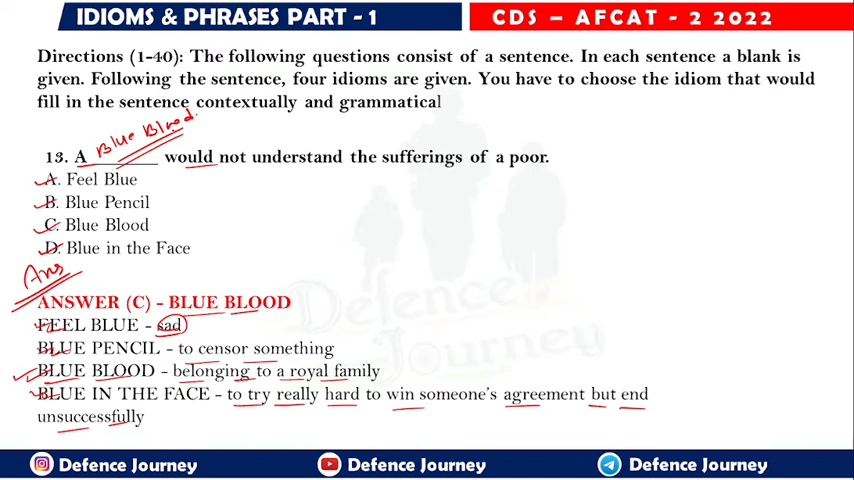 IDIOMS & PHRASES PART - 1
CDS – AFCAT - 2 2022
Directions (1-40): The following questions consist of a sentence. In each sentence a blank is
given. Following the sentence, four idioms are given. You have to choose the idiom that would
fill in the sentence contextually and grammatical
Blue Blood.
13. A ________ would not understand the sufferings of a poor.
A. Feel Blue
B. Blue Pencil
C. Blue Blood
D. Blue in the Face
Ans
ANSWER (C) - BLUE BLOOD
FEEL BLUE - sad
BLUE PENCIL - to censor something
BLUE BLOOD - belonging to a royal family
BLUE IN THE FACE - to try really hard to win someone's agreement but end
unsuccessfully
Defence
Journey
Defence Journey
Defence Journey
Defence Journey